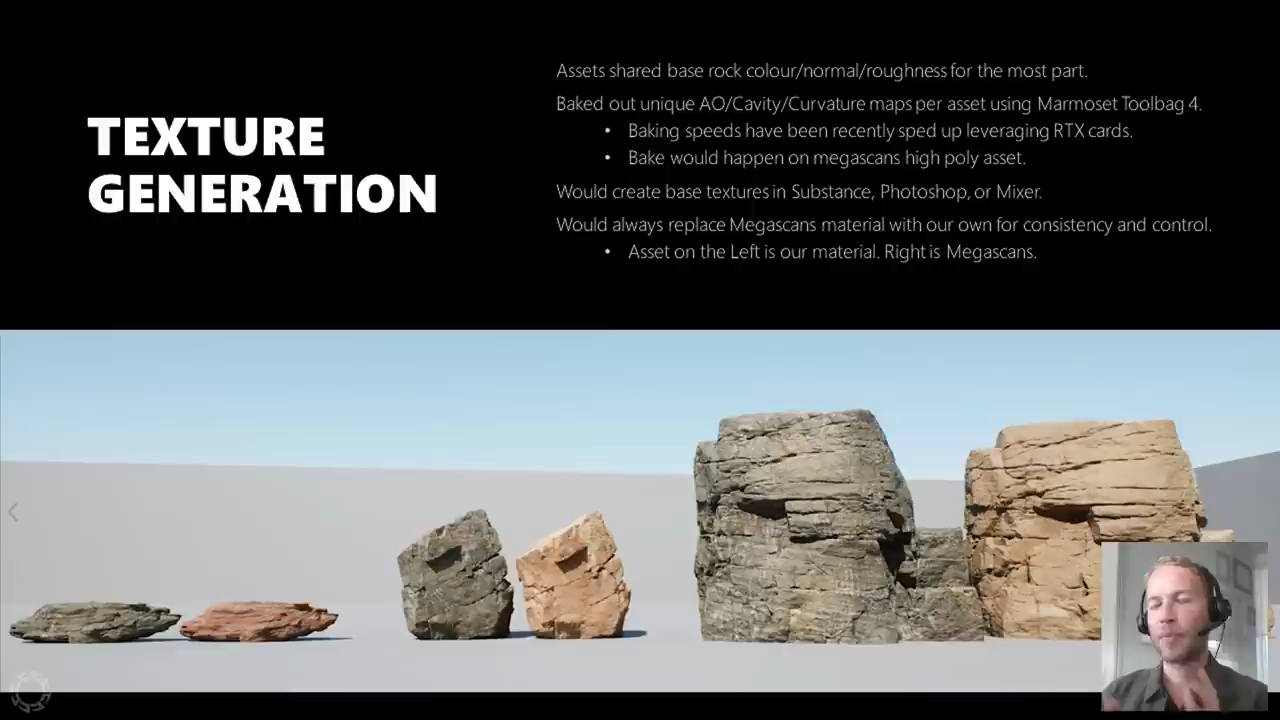 TEXTURE
GENERATION
Assets shared base rock colour/normal/roughness for the most part.
Baked out unique AO/Cavity/Curvature maps per asset using Marmoset Toolbag 4.
• Baking speeds have been recently sped up leveraging RTX cards.
• Bake would happen on megascans high poly asset.
Would create base textures in Substance, Photoshop, or Mixer.
Would always replace Megascans material with our own for consistency and control.
• Asset on the Left is our material. Right is Megascans.